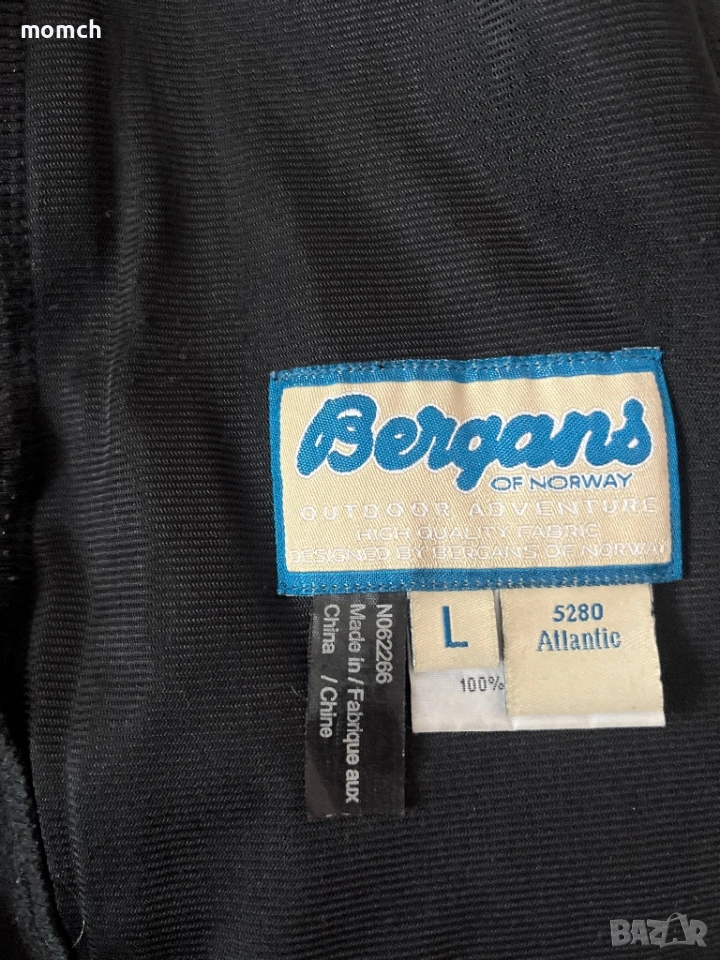 momch
Bergans
OF NORWAY
OUTDOOR ADVENTURE
HIGH QUALITY FABRIC
DESIGNED BY BERGANS OF NORWAY
N062266
Made in / Fabrique aux
China / Chine
L
100%
5280
Atlantic
BAZAR